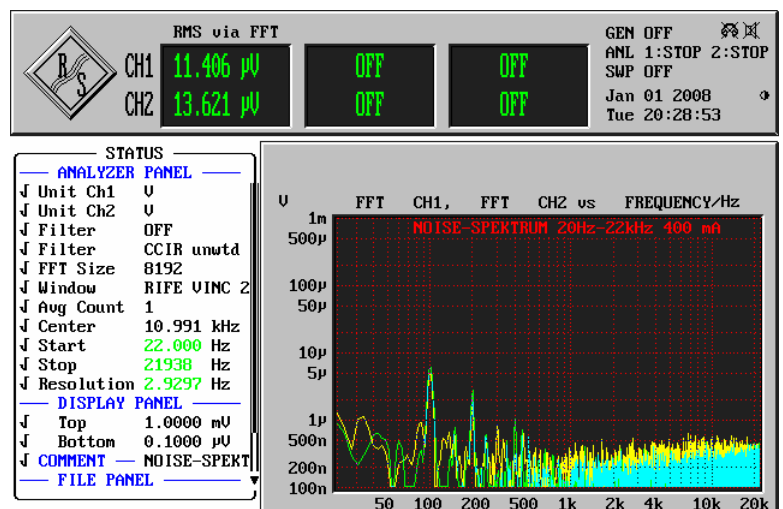 RMS via FFT
R
S
CH1 11.406 µV OFF OFF
CH2 13.621 µV OFF OFF
GEN OFF
ANL 1:STOP 2:STOP
SWP OFF
Jan 01 2008
Tue 20:28:53
STATUS
ANALYZER PANEL
Unit Ch1 V
Unit Ch2 V
Filter OFF
Filter CCIR unwtd
FFT Size 8192
Window RIFE VINC 2
Avg Count 1
Center 10.991 kHz
Start 22.000 Hz
Stop 21938 Hz
Resolution 2.9297 Hz
DISPLAY PANEL
Top 1.0000 mV
Bottom 0.1000 µV
COMMENT NOISE-SPEKT
FILE PANEL
V FFT CH1, FFT CH2 vs FREQUENCY/Hz
NOISE-SPEKTRUM 20Hz-22kHz 400 mA
1m
500µ
100µ
50µ
10µ
5µ
1µ
500n
200n
100n
50 100 200 500 1k 2k 4k 10k 20k